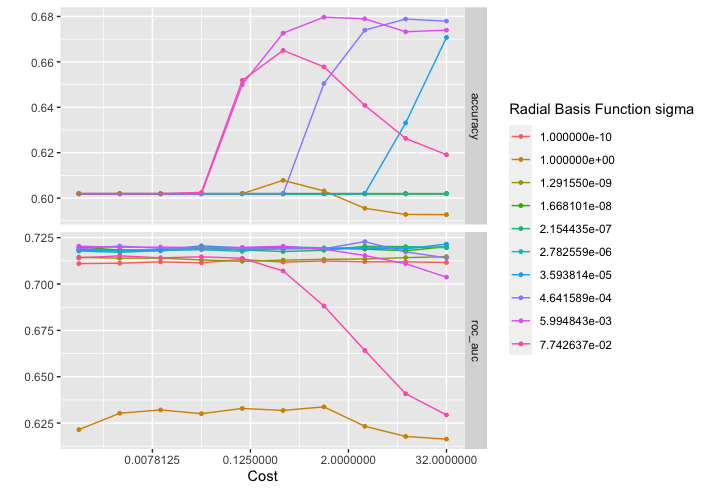 0.68
0.66
0.64
0.62
0.60
accuracy
0.725
0.700
0.675
0.650
0.625
roc_auc
0.0078125
0.1250000
2.0000000
32.0000000
Cost
Radial Basis Function sigma
1.000000e-10
1.000000e+00
1.291550e-09
1.668101e-08
2.154435e-07
2.782559e-06
3.593814e-05
4.641589e-04
5.994843e-03
7.742637e-02